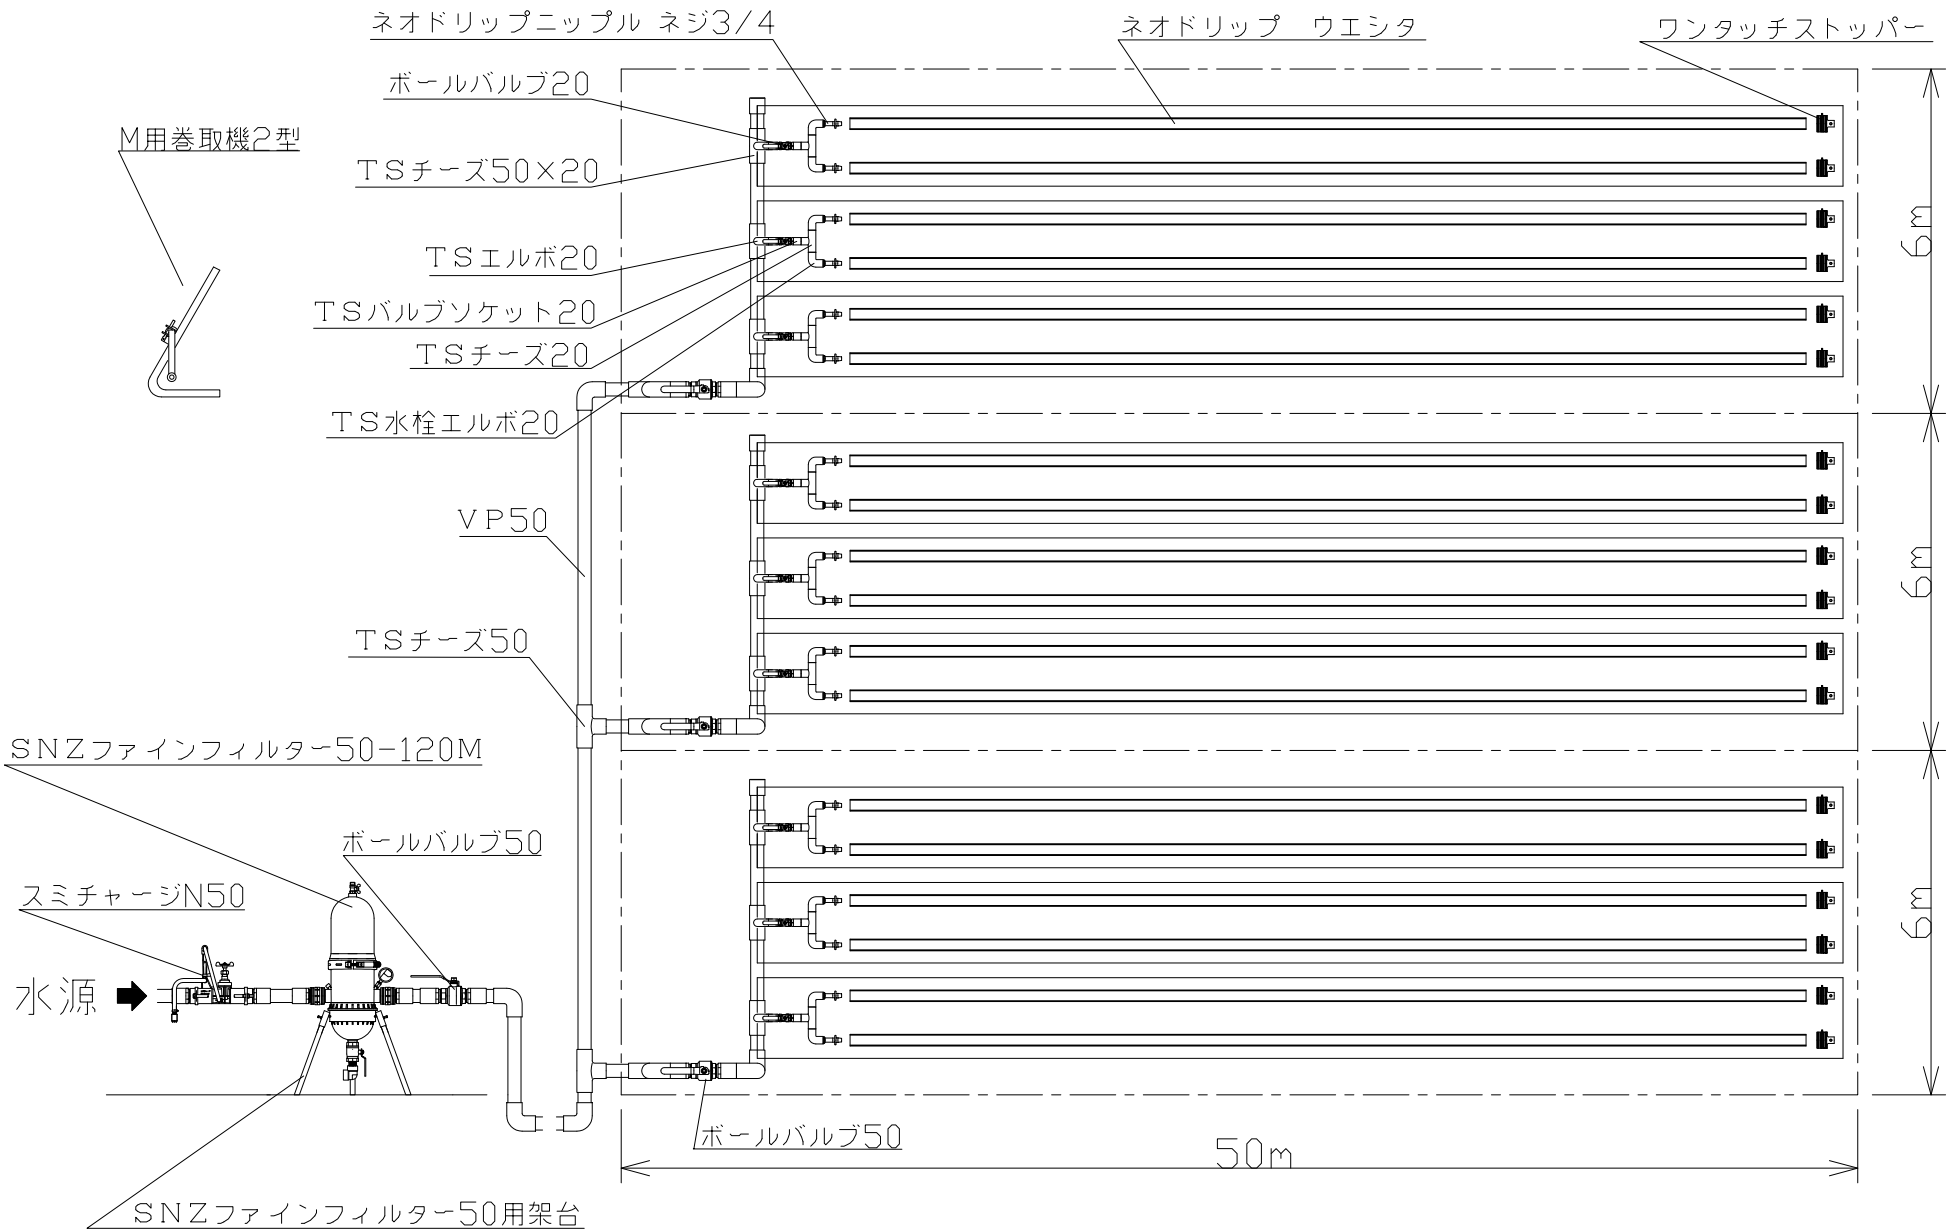 ネオドリップニップル ネジ3/4
ネオドリップ ウエシタ
ワンタッチストッパー
ボールバルブ20
M用巻取機2型
TSチーズ50×20
6m
TSエルボ20
TSバルブソケット20
TSチーズ20
TS水栓エルボ20
VP50
6m
TSチーズ50
SNZファインフィルター50-120M
ボールバルブ50
スミチャージN50
6m
水源
ボールバルブ50
50m
SNZファインフィルター50用架台